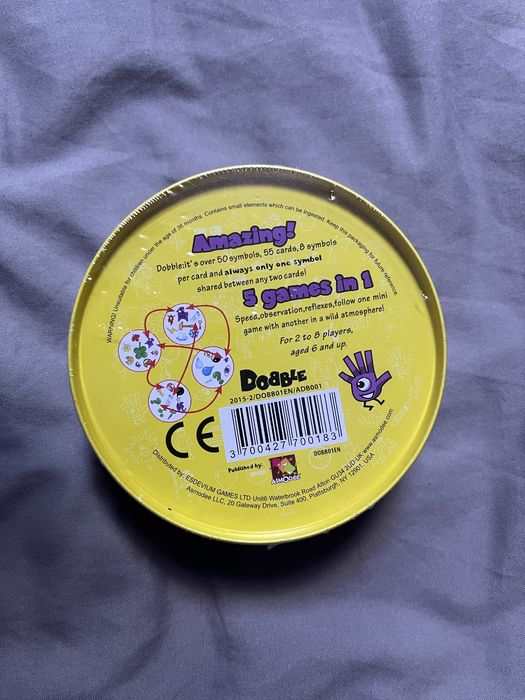 WARNING! Unsuitable for children under the age of 36 months. Contains small elements which can be ingested. Keep this packaging for future reference.
Amazing!
Dobble:it's over 50 symbols, 55 cards,8 symbols
per card and always only one symbol
shared between any two cards!
5 games in 1
Speed,observation,reflexes,follow one mini
game with another in a wild atmosphere!
For 2 to 8 players,
aged 6 and up.
DOBBLE
2015-2/DOBB01EN/ADB001
CE
3 700427 700183
Published by:
ASMODEE
DOBB01EN
Distributed by: ESDEVIUM GAMES LTD Unit6-Waterbrook Road Alton GU34 2UD-UK www.asmodee.com
Asmodee LLC, 20 Gateway Drive, Suite 400, Plattsburgh, NY 12901, USA